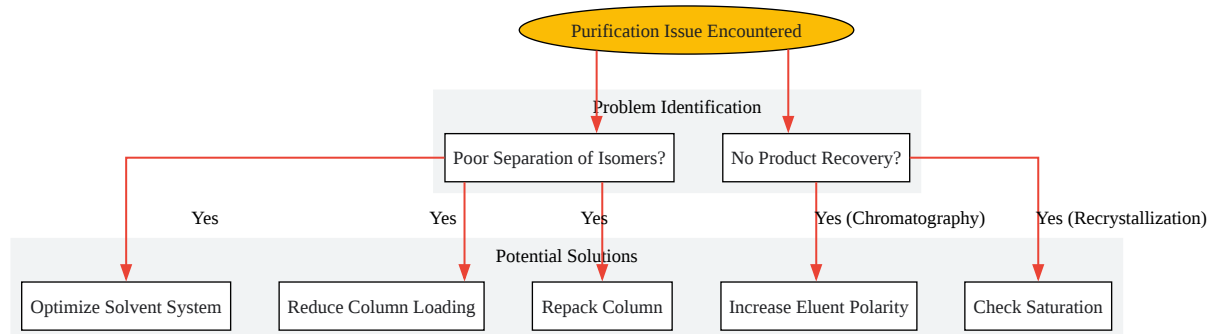 Purification Issue Encountered
Problem Identification
Poor Separation of Isomers?
No Product Recovery?
Yes
Yes
Yes
Yes (Chromatography)
Yes (Recrystallization)
Potential Solutions
Optimize Solvent System
Reduce Column Loading
Repack Column
Increase Eluent Polarity
Check Saturation